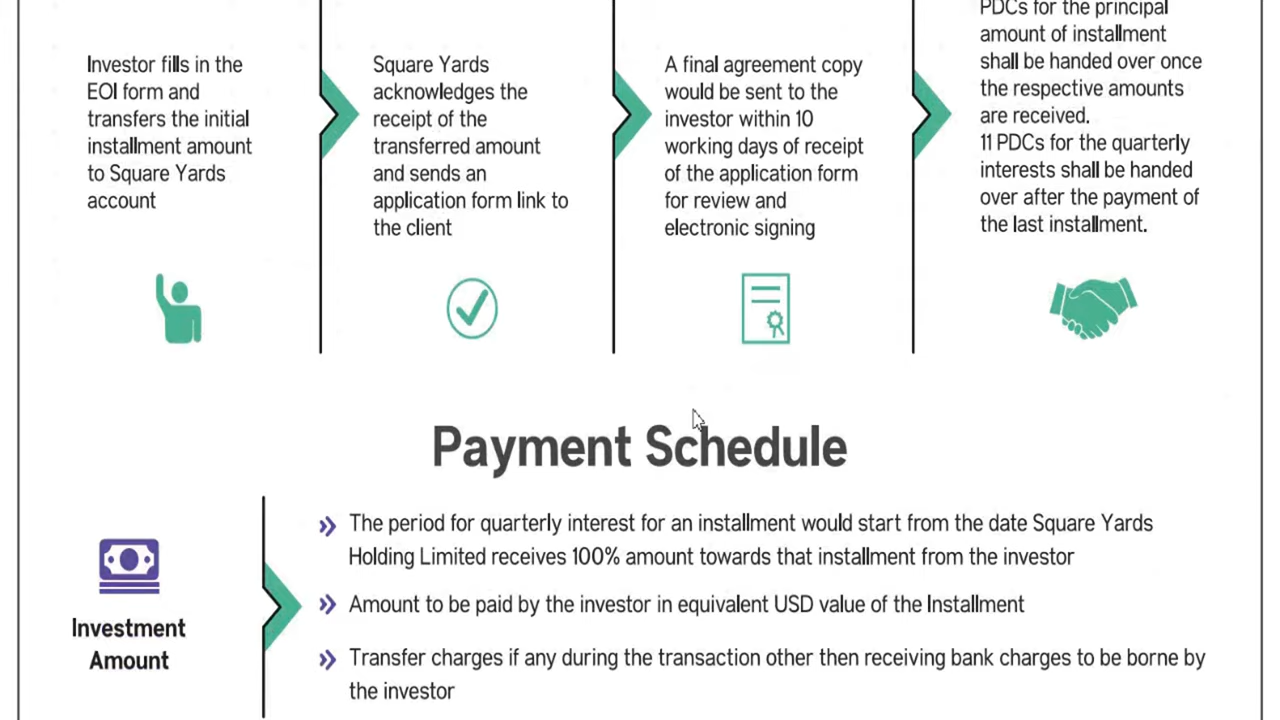 Investor fills in the
EOI form and
transfers the initial
installment amount
to Square Yards
account
Square Yards
acknowledges the
receipt of the
transferred amount
and sends an
application form link to
the client
A final agreement copy
would be sent to the
investor within 10
working days of receipt
of the application form
for review and
electronic signing
PDCs for the principal
amount of installment
shall be handed over once
the respective amounts
are received.
11 PDCs for the quarterly
interests shall be handed
over after the payment of
the last installment.
Payment Schedule
Investment
Amount
The period for quarterly interest for an installment would start from the date Square Yards
Holding Limited receives 100% amount towards that installment from the investor
Amount to be paid by the investor in equivalent USD value of the Installment
Transfer charges if any during the transaction other then receiving bank charges to be borne by
the investor